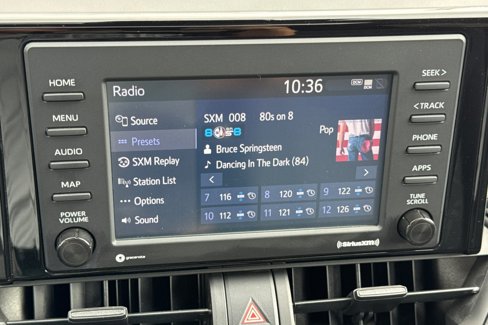 HOME
MENU
AUDIO
MAP
POWER
VOLUME
Radio
10:36
DCM
Source
Presets
SXM Replay
Station List
Options
Sound
SXM 008 80s on 8
Pop
Bruce Springsteen
Dancing In The Dark (84)
7 116 8 120 9 122
10 112 11 121 12 126
SEEK >
< TRACK
PHONE
APPS
TUNE
SCROLL
gracenote
SiriusXM